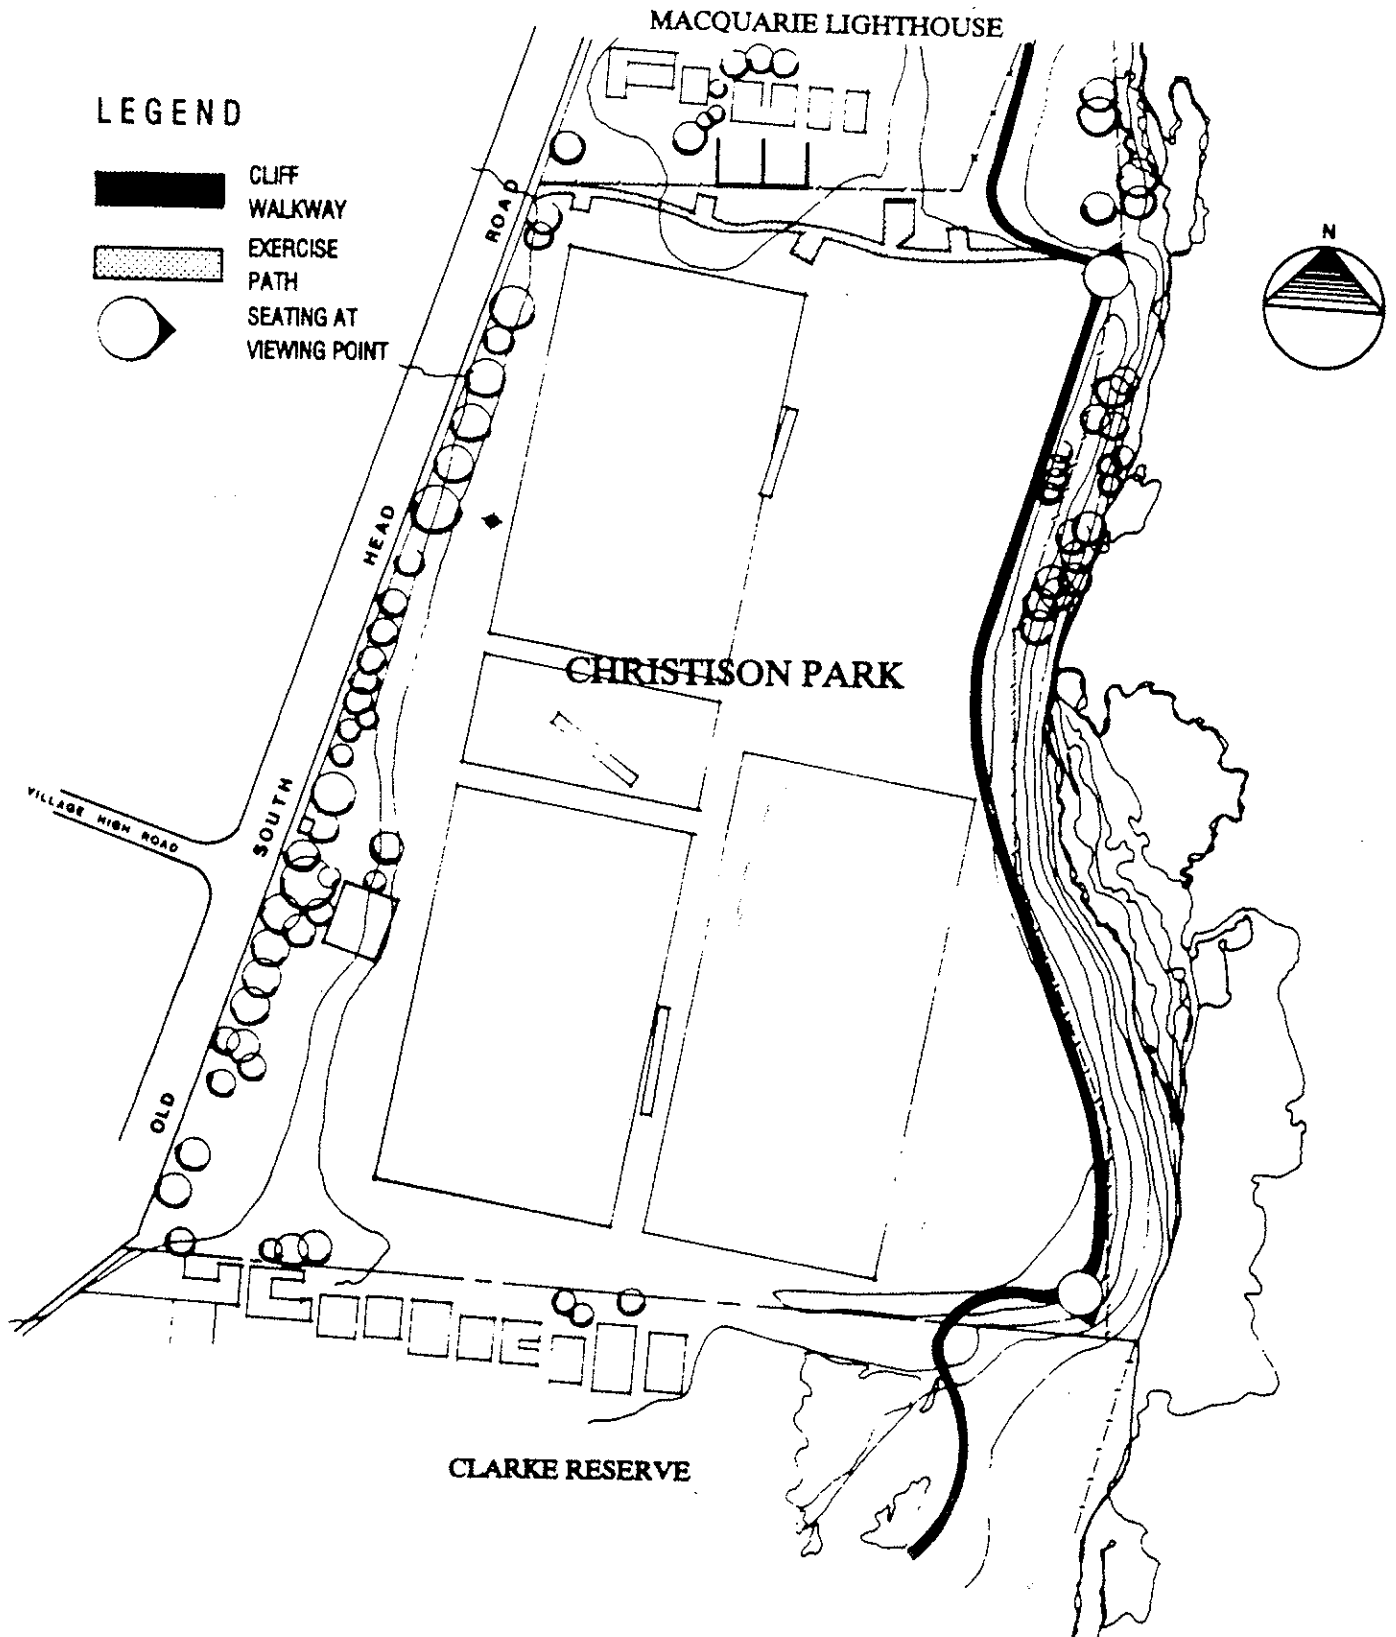 MACQUARIE LIGHTHOUSE
LEGEND
CLIFF
WALKWAY
EXERCISE
PATH
SEATING AT
VIEWING POINT
N
OLD SOUTH HEAD ROAD
CHRISTISON PARK
VILLAGE HIGH ROAD
CLARKE RESERVE